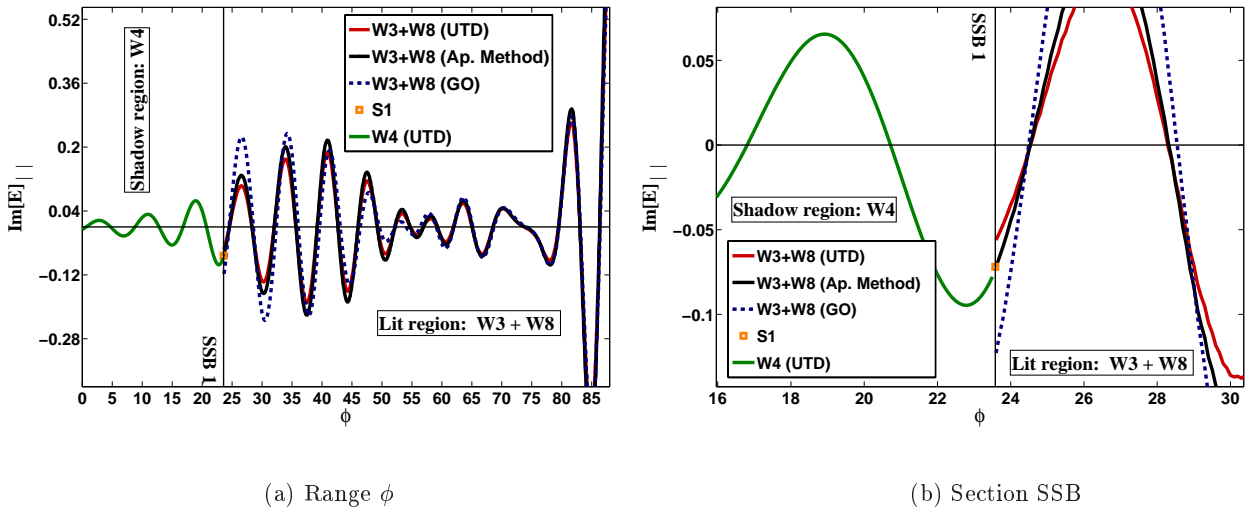 0.52
0.36
0.2
0.04
−0.12
−0.28
Im[E] ||
Shadow region: W4
W3+W8 (UTD)
W3+W8 (Ap. Method)
W3+W8 (GO)
S1
W4 (UTD)
Lit region: W3 + W8
SSB 1
0 5 10 15 20 25 30 35 40 45 50 55 60 65 70 75 80 85
ϕ
(a) Range ϕ
0.05
0
−0.05
−0.1
Im[E] ||
SSB 1
Shadow region: W4
W3+W8 (UTD)
W3+W8 (Ap. Method)
W3+W8 (GO)
S1
W4 (UTD)
Lit region: W3 + W8
16 18 20 22 24 26 28 30
ϕ
(b) Section SSB